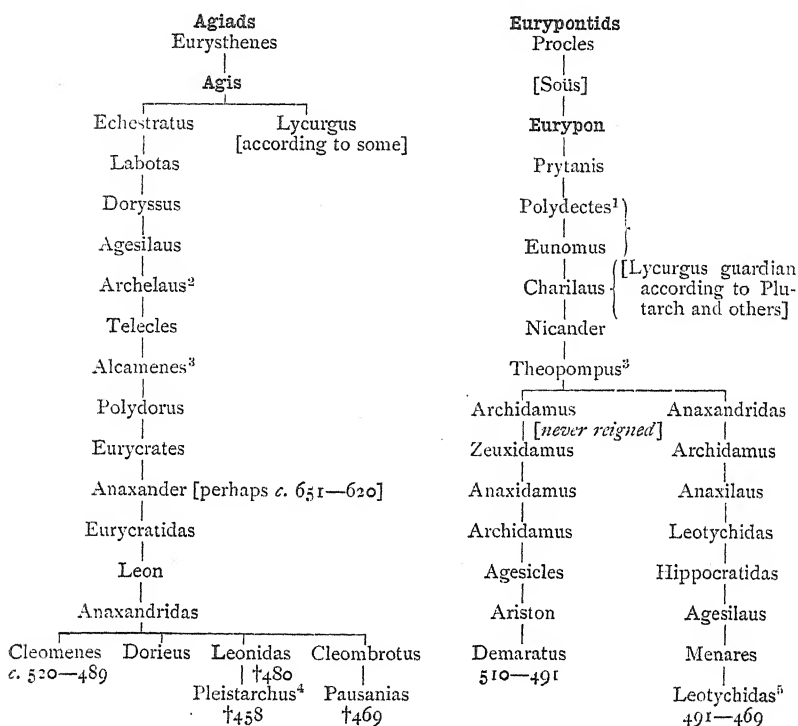 Agiads
Eurysthenes
Agis
Echestratus Lycurgus
[according to some]
Labotas
Doryssus
Agesilaus
Archelaus²
Telecles
Alcamenes³
Polydorus
Eurycrates
Anaxander [perhaps c. 651—620]
Eurycratidas
Leon
Anaxandridas
Cleomenes Dorieus Leonidas Cleombrotus
c. 520—489 †480
Pleistarchus⁴ Pausanias
†458 †469
Eurypontids
Procles
[Soüs]
Eurypon
Prytanis
Polydectes¹
Eunomus
Charilaus [Lycurgus guardian
according to Plu-
tarch and others]
Nicander
Theopompus³
Archidamus Anaxandridas
[never reigned]
Zeuxidamus Archidamus
Anaxidamus Anaxilaus
Archidamus Leotychidas
Agesicles Hippocratidas
Ariston Agesilaus
Demaratus Menares
510—491
Leotychidas⁵
491—469